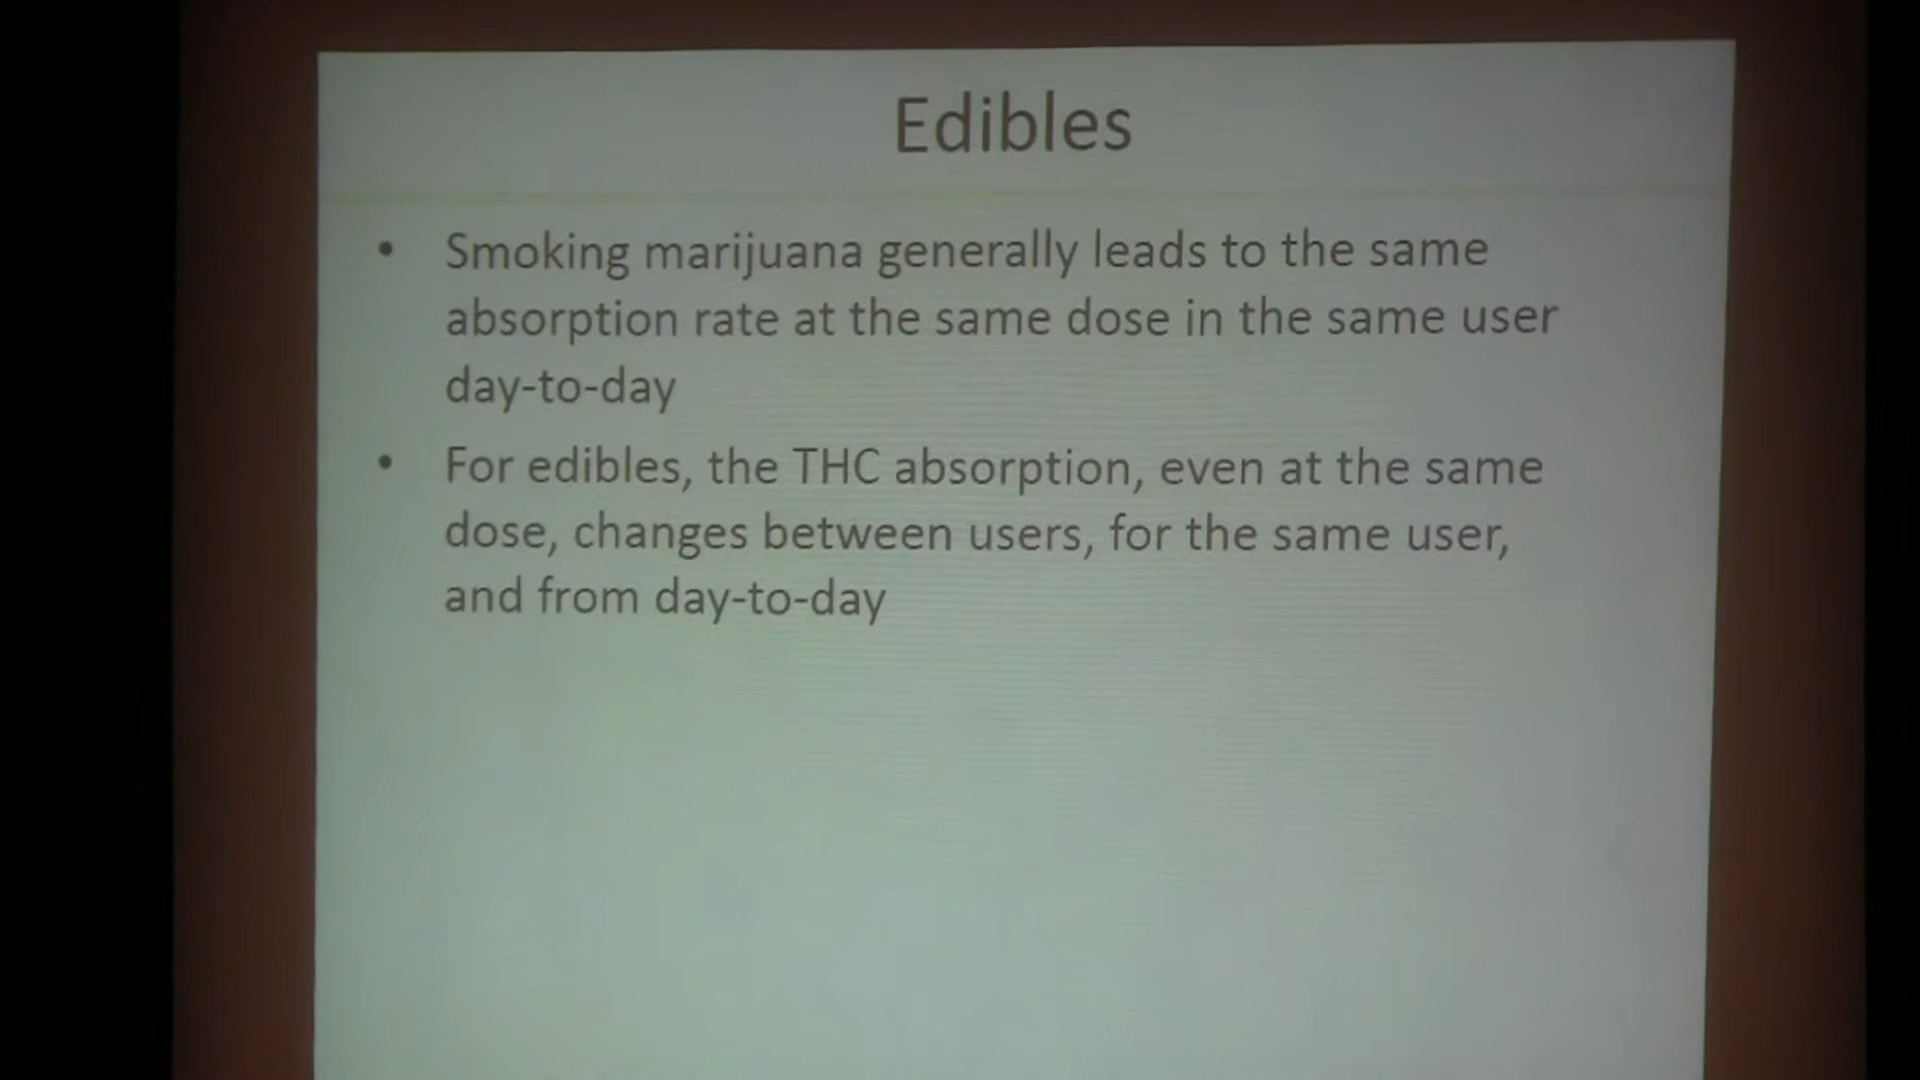 Edibles
• Smoking marijuana generally leads to the same
absorption rate at the same dose in the same user
day-to-day
• For edibles, the THC absorption, even at the same
dose, changes between users, for the same user,
and from day-to-day